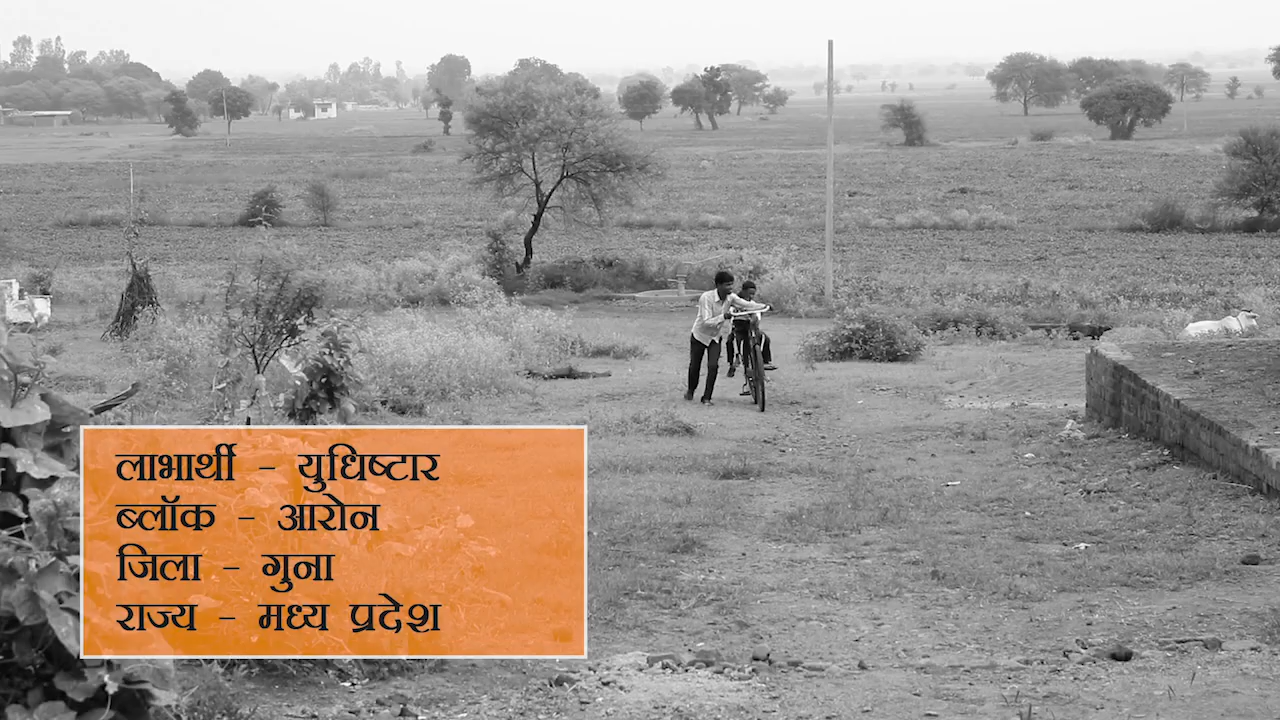 लाभार्थी - युधिष्टार
ब्लॉक - आरोन
जिला - गुना
राज्य - मध्य प्रदेश